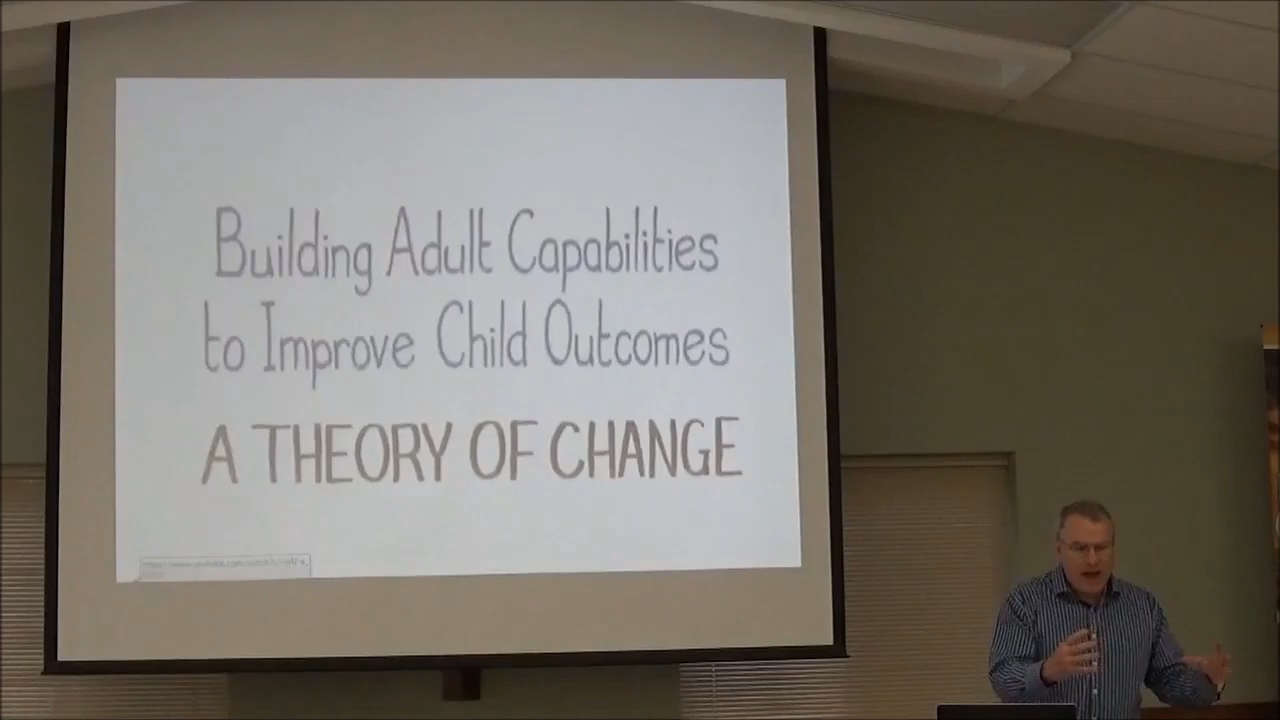 Building Adult Capabilities
to Improve Child Outcomes
A THEORY OF CHANGE